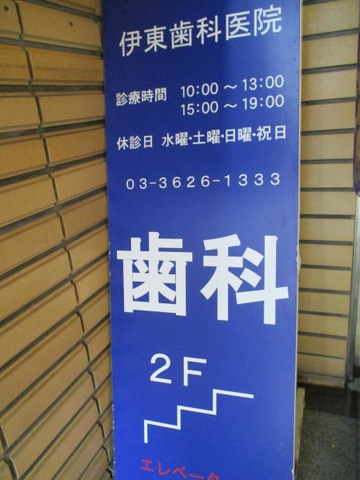 伊東歯科医院
診療時間 10:00～13:00
15:00～19:00
休診日 水曜・土曜・日曜・祝日
03-3626-1333
歯科
2F
エレベータ